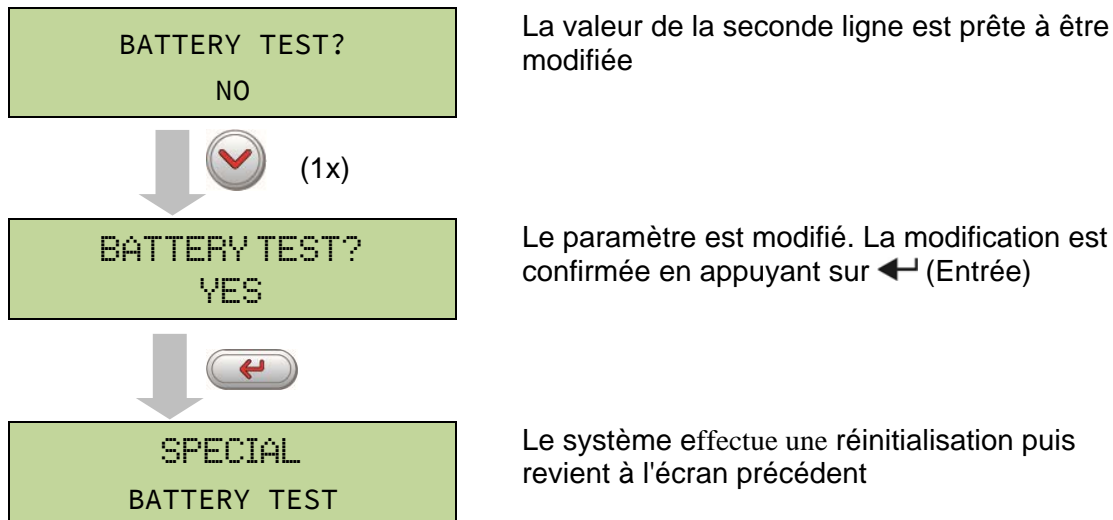 BATTERY TEST?
NO
La valeur de la seconde ligne est prête à être
modifiée
(1x)
BATTERY TEST?
YES
Le paramètre est modifié. La modification est
confirmée en appuyant sur (Entrée)
SPECIAL
BATTERY TEST
Le système effectue une réinitialisation puis
revient à l'écran précédent